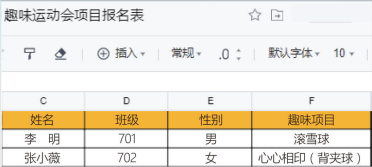 趣味运动会项目报名表
插入 常规 .0 默认字体 10
C D E F
姓名 班级 性别 趣味项目
李 明 701 男 滚雪球
张小薇 702 女 心心相印（背夹球）